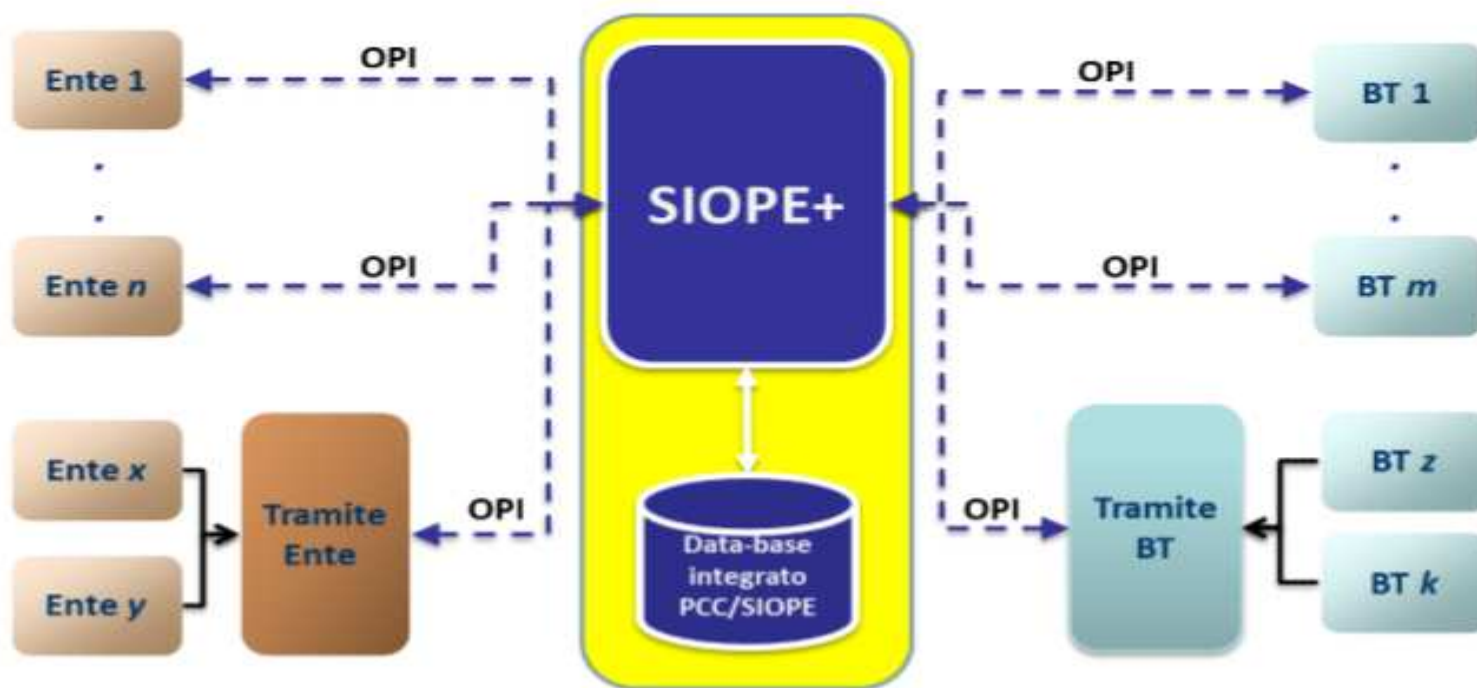 OPI
Ente 1
OPI
Ente n
Ente x
Ente y
Tramite
Ente
OPI
SIOPE+
Data-base
integrato
PCC/SIOPE
OPI
BT 1
OPI
BT m
OPI
Tramite
BT
BT z
BT k